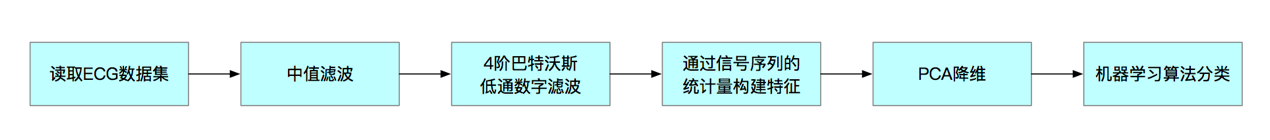 读取ECG数据集
中值滤波
4阶巴特沃斯
低通数字滤波
通过信号序列的
统计量构建特征
PCA降维
机器学习算法分类